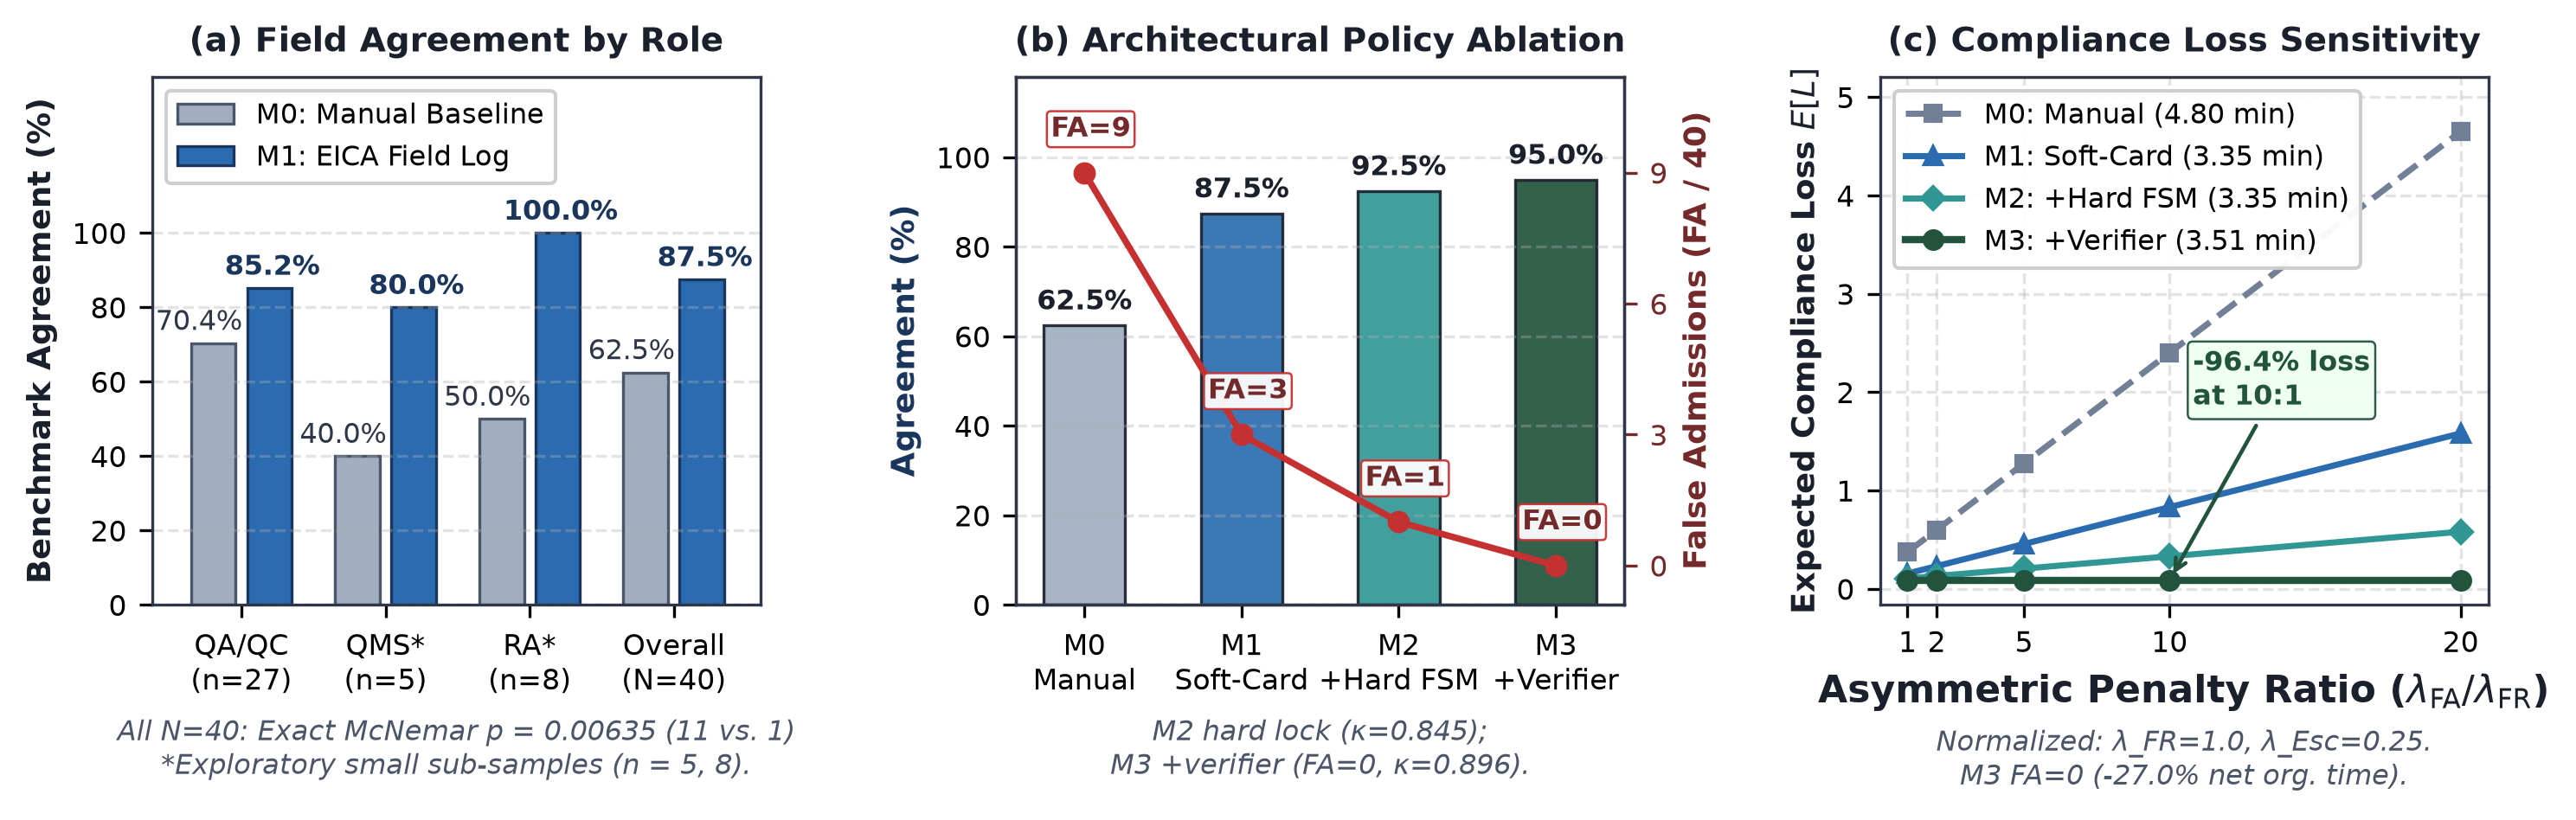 (a) Field Agreement by Role
Benchmark Agreement (%)
M0: Manual Baseline
M1: EICA Field Log
100
80
60
40
20
0
70.4%
85.2%
40.0%
80.0%
50.0%
100.0%
62.5%
87.5%
QA/QC QMS* RA* Overall
(n=27) (n=5) (n=8) (N=40)
All N=40: Exact McNemar p = 0.00635 (11 vs. 1)
*Exploratory small sub-samples (n = 5, 8).
(b) Architectural Policy Ablation
Agreement (%)
100
80
60
40
20
0
62.5%
87.5%
92.5%
95.0%
FA=9
FA=3
FA=1
FA=0
9
6
3
0
False Admissions (FA / 40)
M0 M1 M2 M3
Manual Soft-Card +Hard FSM +Verifier
M2 hard lock (κ=0.845);
M3 +verifier (FA=0, κ=0.896).
(c) Compliance Loss Sensitivity
Expected Compliance Loss E[L]
5
4
3
2
1
0
M0: Manual (4.80 min)
M1: Soft-Card (3.35 min)
M2: +Hard FSM (3.35 min)
M3: +Verifier (3.51 min)
-96.4% loss
at 10:1
1 2 5 10 20
Asymmetric Penalty Ratio (λFA/λFR)
Normalized: λ_FR=1.0, λ_Esc=0.25.
M3 FA=0 (-27.0% net org. time).